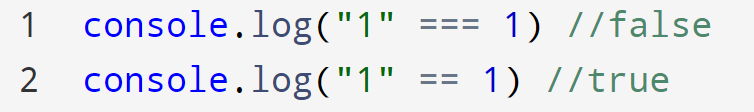 1 console.log("1" === 1) //false
2 console.log("1" == 1) //true